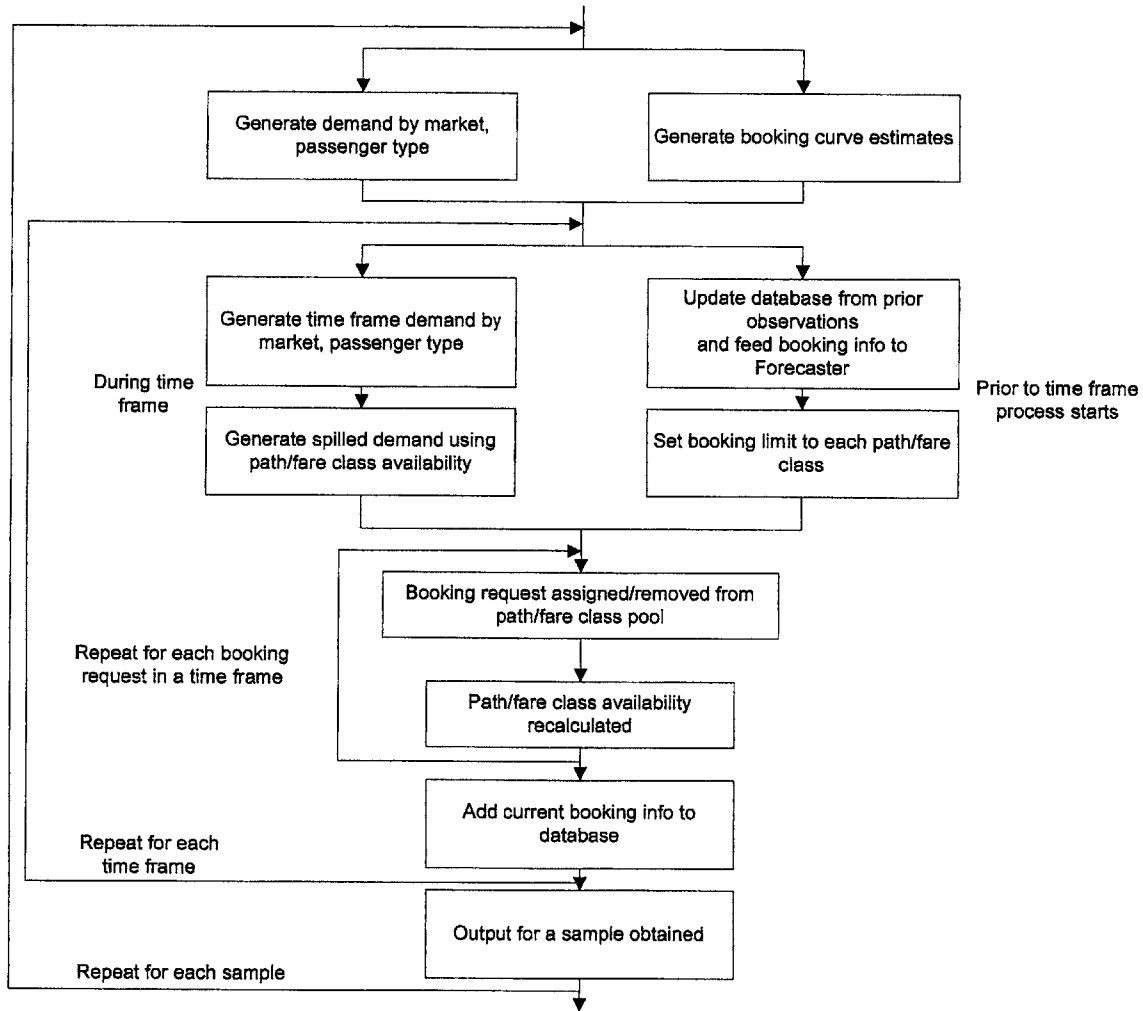 Generate demand by market,
passenger type
Generate booking curve estimates
Generate time frame demand by
market, passenger type
Update database from prior
observations
and feed booking info to
Forecaster
During time
frame
Prior to time frame
process starts
Generate spilled demand using
path/fare class availability
Set booking limit to each path/fare
class
Booking request assigned/removed from
path/fare class pool
Repeat for each booking
request in a time frame
Path/fare class availability
recalculated
Add current booking info to
database
Repeat for each
time frame
Output for a sample obtained
Repeat for each sample